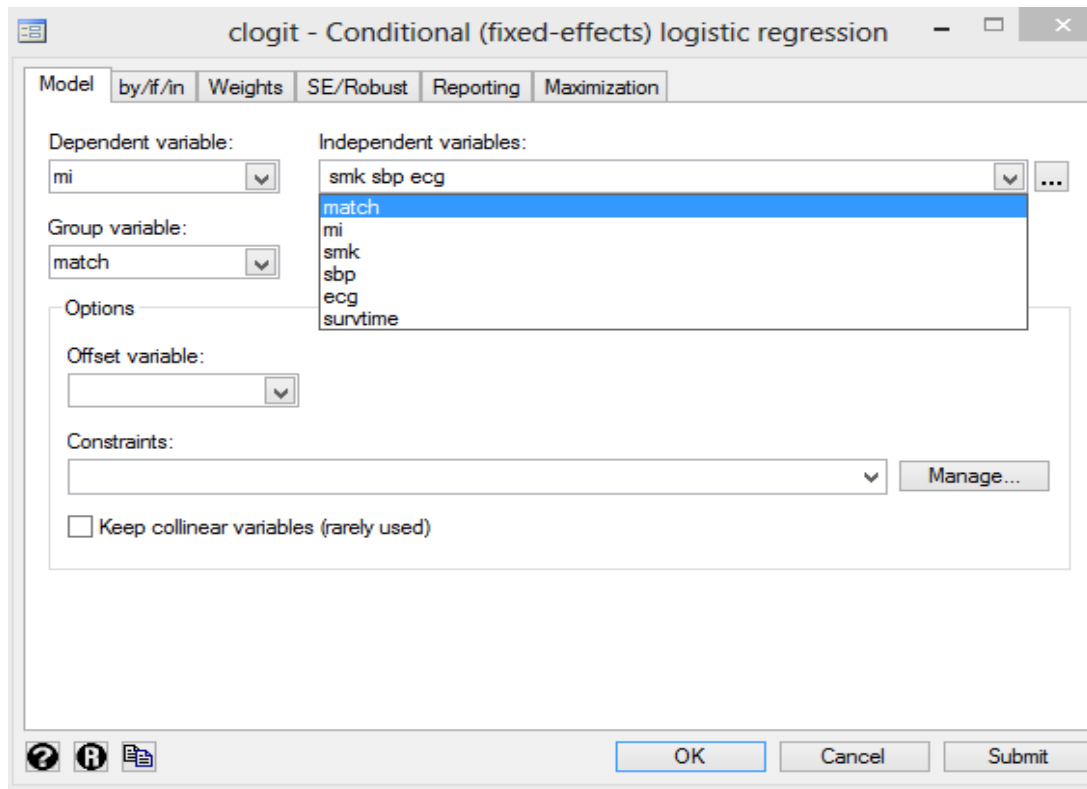 clogit - Conditional (fixed-effects) logistic regression
Model by/if/in Weights SE/Robust Reporting Maximization
Dependent variable: Independent variables:
mi smk sbp ecg ...
match
mi
Group variable:
smk
match
sbp
ecg
Options
survtime
Offset variable:
Constraints:
Manage...
Keep collinear variables (rarely used)
OK Cancel Submit